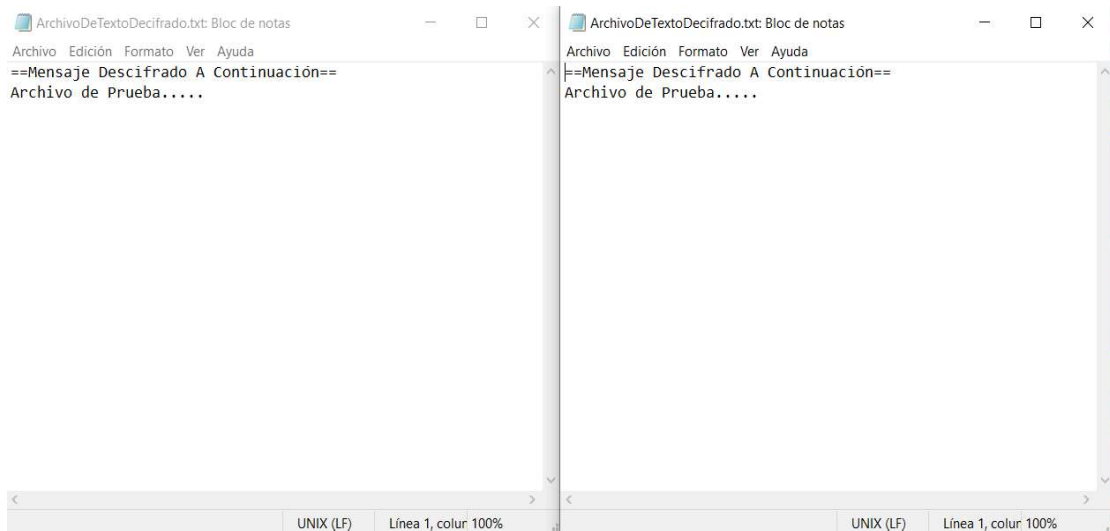 ArchivoDeTextoDecifrado.txt: Bloc de notas
Archivo Edición Formato Ver Ayuda
==Mensaje Descifrado A Continuación==
Archivo de Prueba.....
UNIX (LF) Línea 1, colur 100%
ArchivoDeTextoDecifrado.txt: Bloc de notas
Archivo Edición Formato Ver Ayuda
==Mensaje Descifrado A Continuación==
Archivo de Prueba.....
UNIX (LF) Línea 1, colur 100%